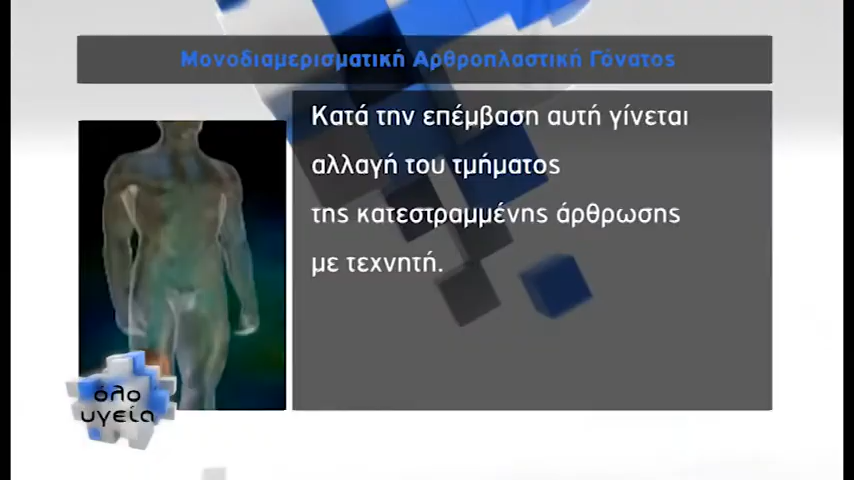 Μονοδιαμερισματική Αρθροπλαστική Γόνατος
Κατά την επέμβαση αυτή γίνεται
αλλαγή του τμήματος
της κατεστραμμένης άρθρωσης
με τεχνητή.
όλο
υγεία